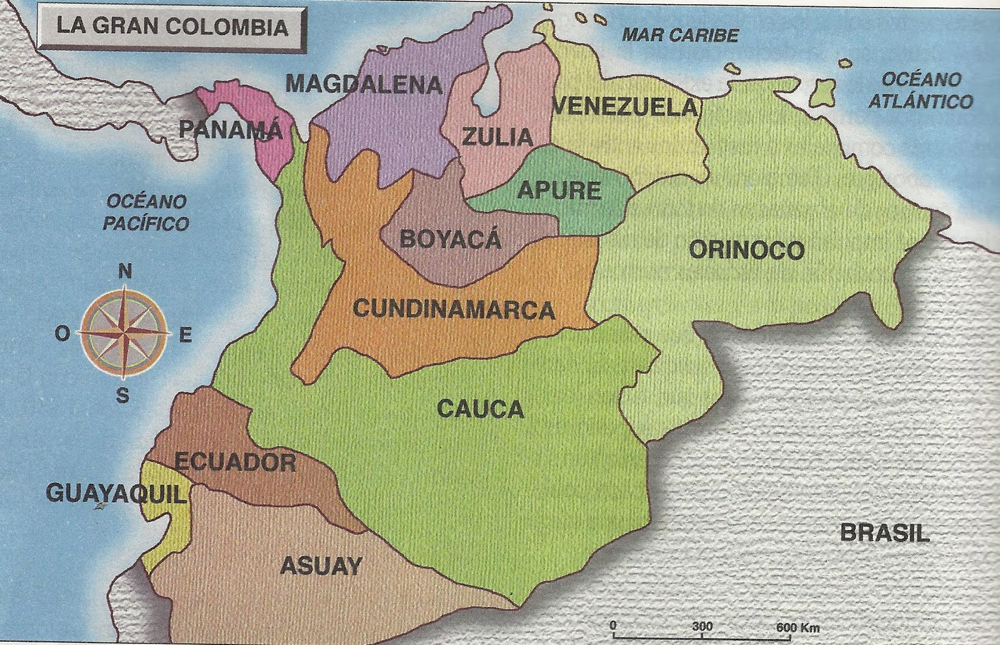 LA GRAN COLOMBIA
MAR CARIBE
OCÉANO
ATLÁNTICO
MAGDALENA
VENEZUELA
PANAMÁ
ZULIA
APURE
OCÉANO
PACÍFICO
BOYACÁ
ORINOCO
N
CUNDINAMARCA
O
E
S
CAUCA
ECUADOR
GUAYAQUIL
BRASIL
ASUAY
0 300 600 Km